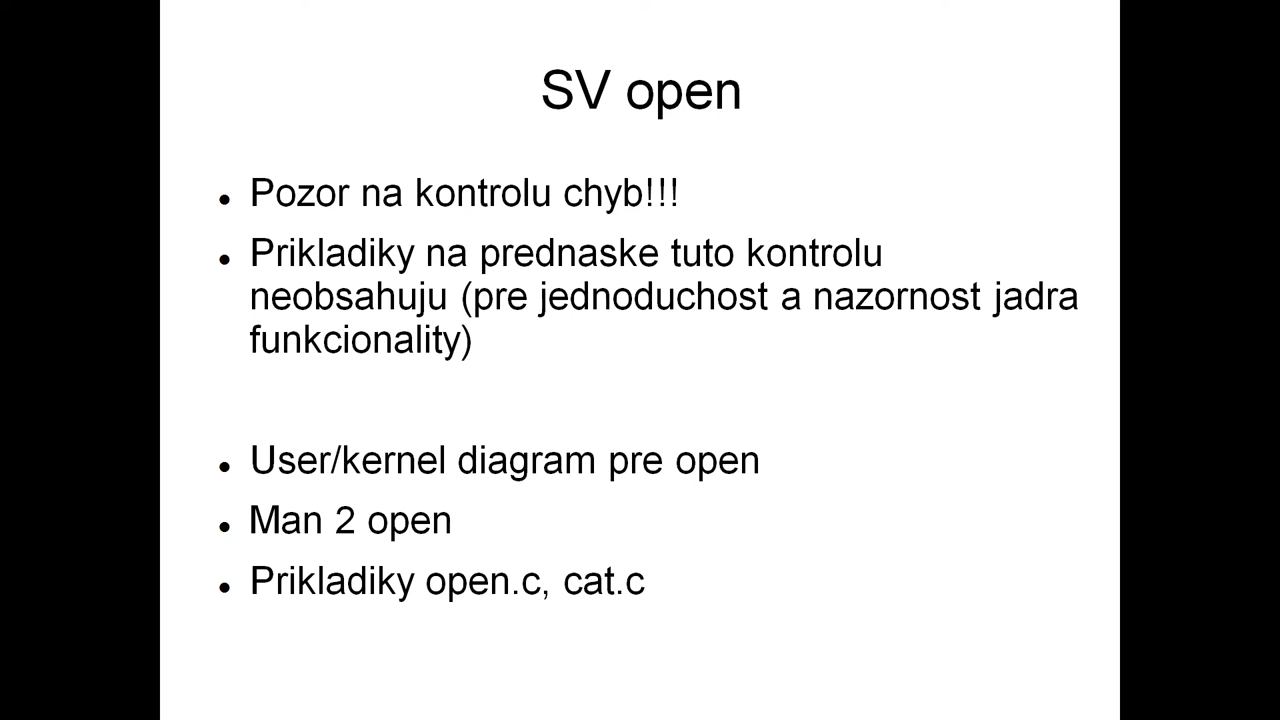 SV open
Pozor na kontrolu chyb!!!
Prikladiky na prednaske tuto kontrolu
neobsahuju (pre jednoduchost a nazornost jadra
funkcionality)
User/kernel diagram pre open
Man 2 open
Prikladiky open.c, cat.c